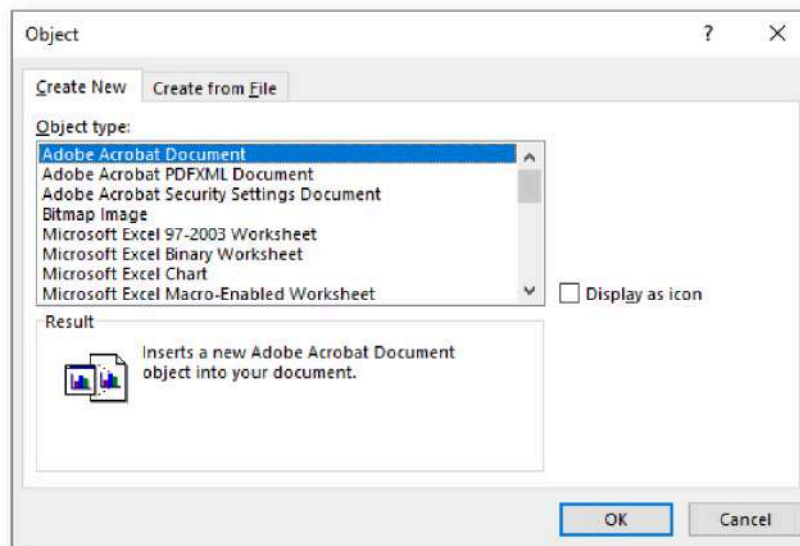 Object
?
Create New
Create from File
Object type:
Adobe Acrobat Document
Adobe Acrobat PDFXML Document
Adobe Acrobat Security Settings Document
Bitmap Image
Microsoft Excel 97-2003 Worksheet
Microsoft Excel Binary Worksheet
Microsoft Excel Chart
Microsoft Excel Macro-Enabled Worksheet
Display as icon
Result
Inserts a new Adobe Acrobat Document
object into your document.
OK
Cancel